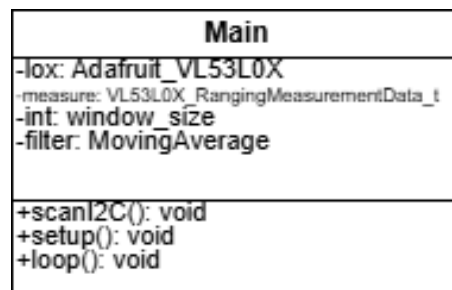 Main
-lox: Adafruit_VL53L0X
-measure: VL53L0X_RangingMeasurementData_t
-int: window_size
-filter: MovingAverage
+scanI2C(): void
+setup(): void
+loop(): void